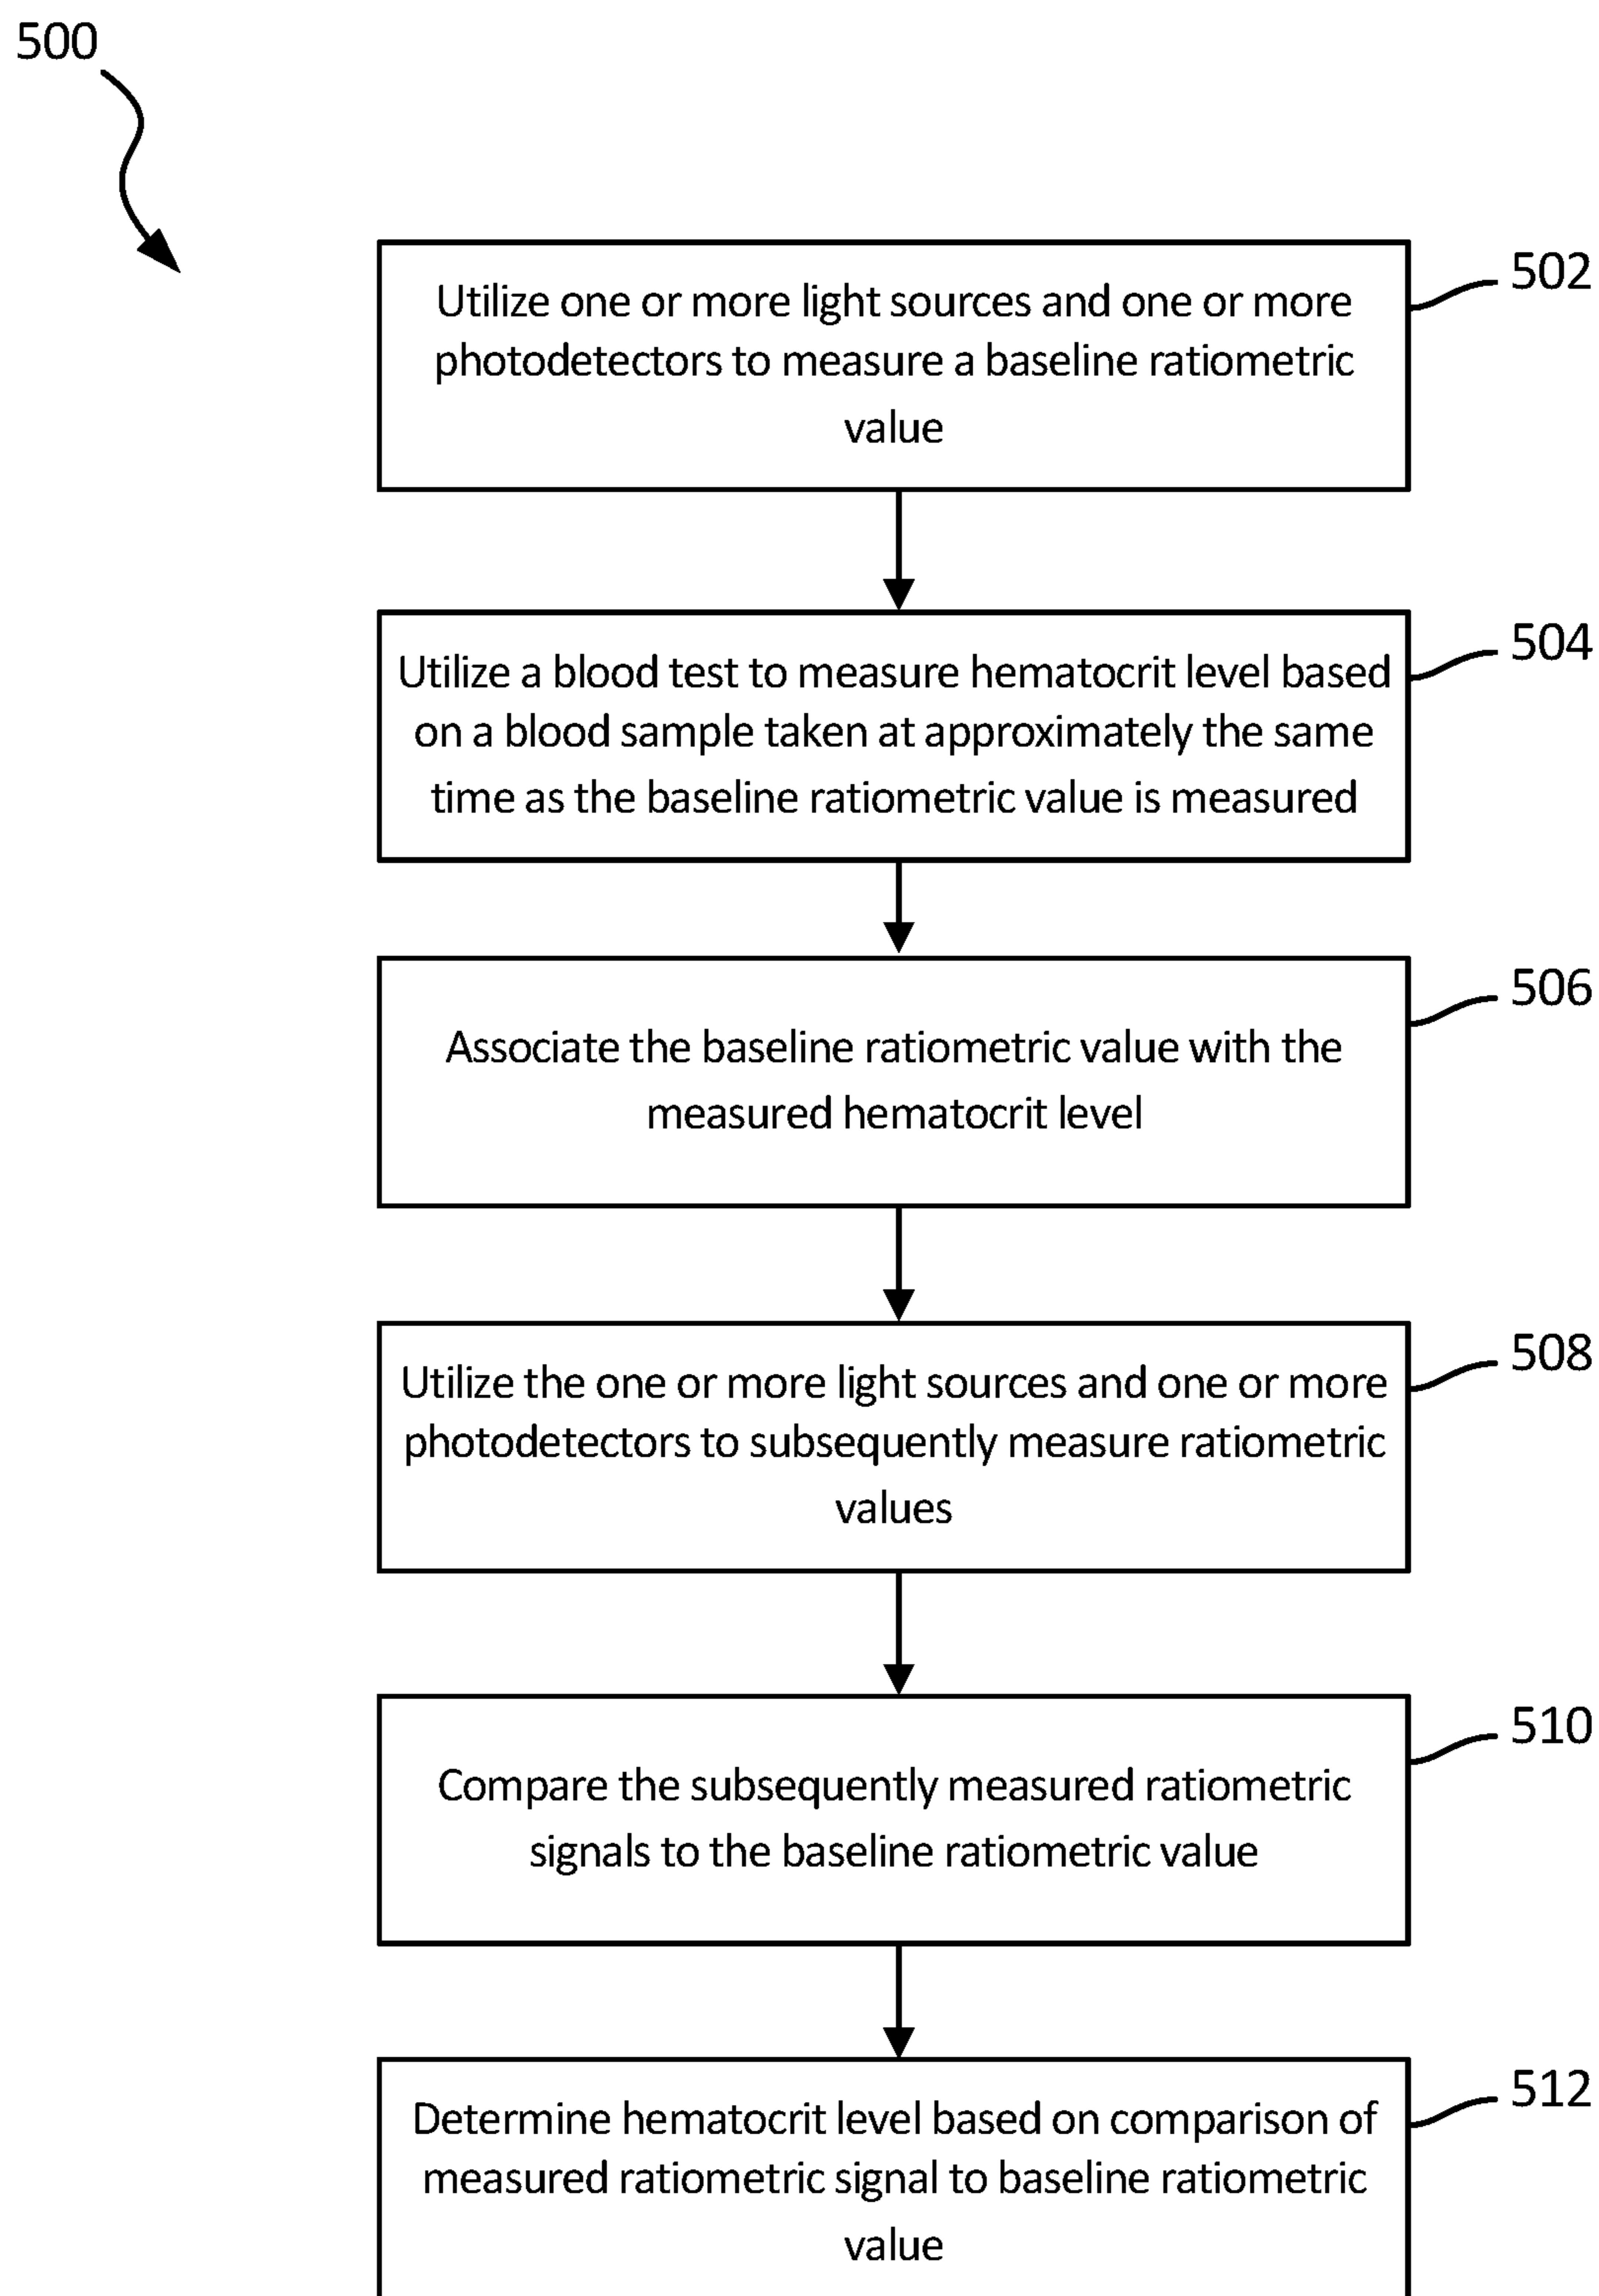 500
Utilize one or more light sources and one or more
photodetectors to measure a baseline ratiometric
value
502
Utilize a blood test to measure hematocrit level based
on a blood sample taken at approximately the same
time as the baseline ratiometric value is measured
504
Associate the baseline ratiometric value with the
measured hematocrit level
506
Utilize the one or more light sources and one or more
photodetectors to subsequently measure ratiometric
values
508
Compare the subsequently measured ratiometric
signals to the baseline ratiometric value
510
Determine hematocrit level based on comparison of
measured ratiometric signal to baseline ratiometric
value
512